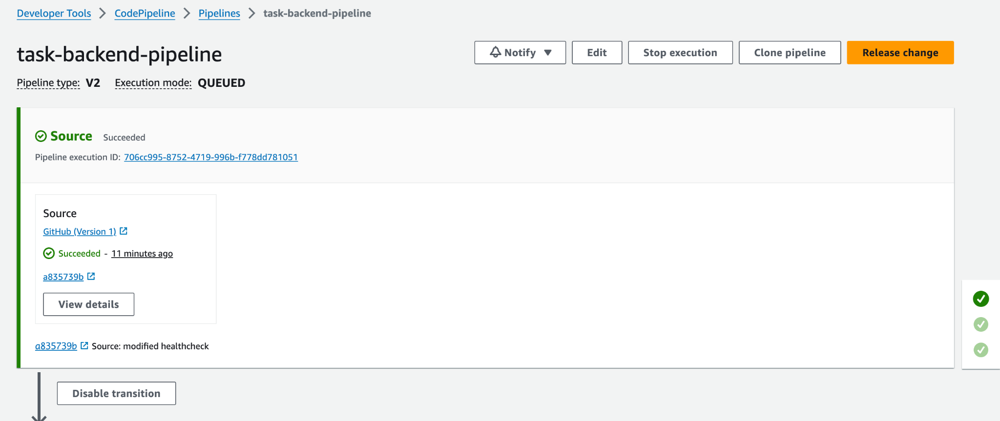 Developer Tools > CodePipeline > Pipelines > task-backend-pipeline
task-backend-pipeline
Notify ▼ Edit Stop execution Clone pipeline Release change
Pipeline type: V2 Execution mode: QUEUED
Source Succeeded
Pipeline execution ID: 706cc995-8752-4719-996b-f778dd781051
Source
GitHub (Version 1)
Succeeded - 11 minutes ago
a835739b
View details
a835739b Source: modified healthcheck
Disable transition